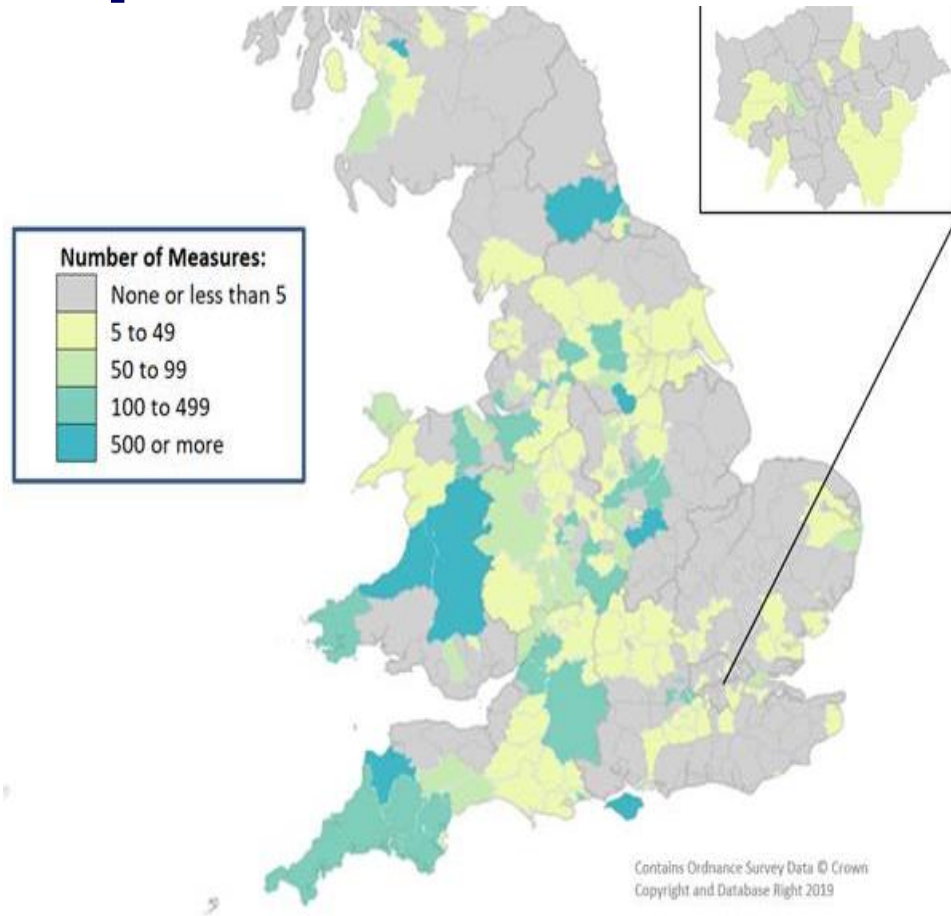 Number of Measures:
None or less than 5
5 to 49
50 to 99
100 to 499
500 or more
Contains Ordnance Survey Data © Crown
Copyright and Database Right 2019